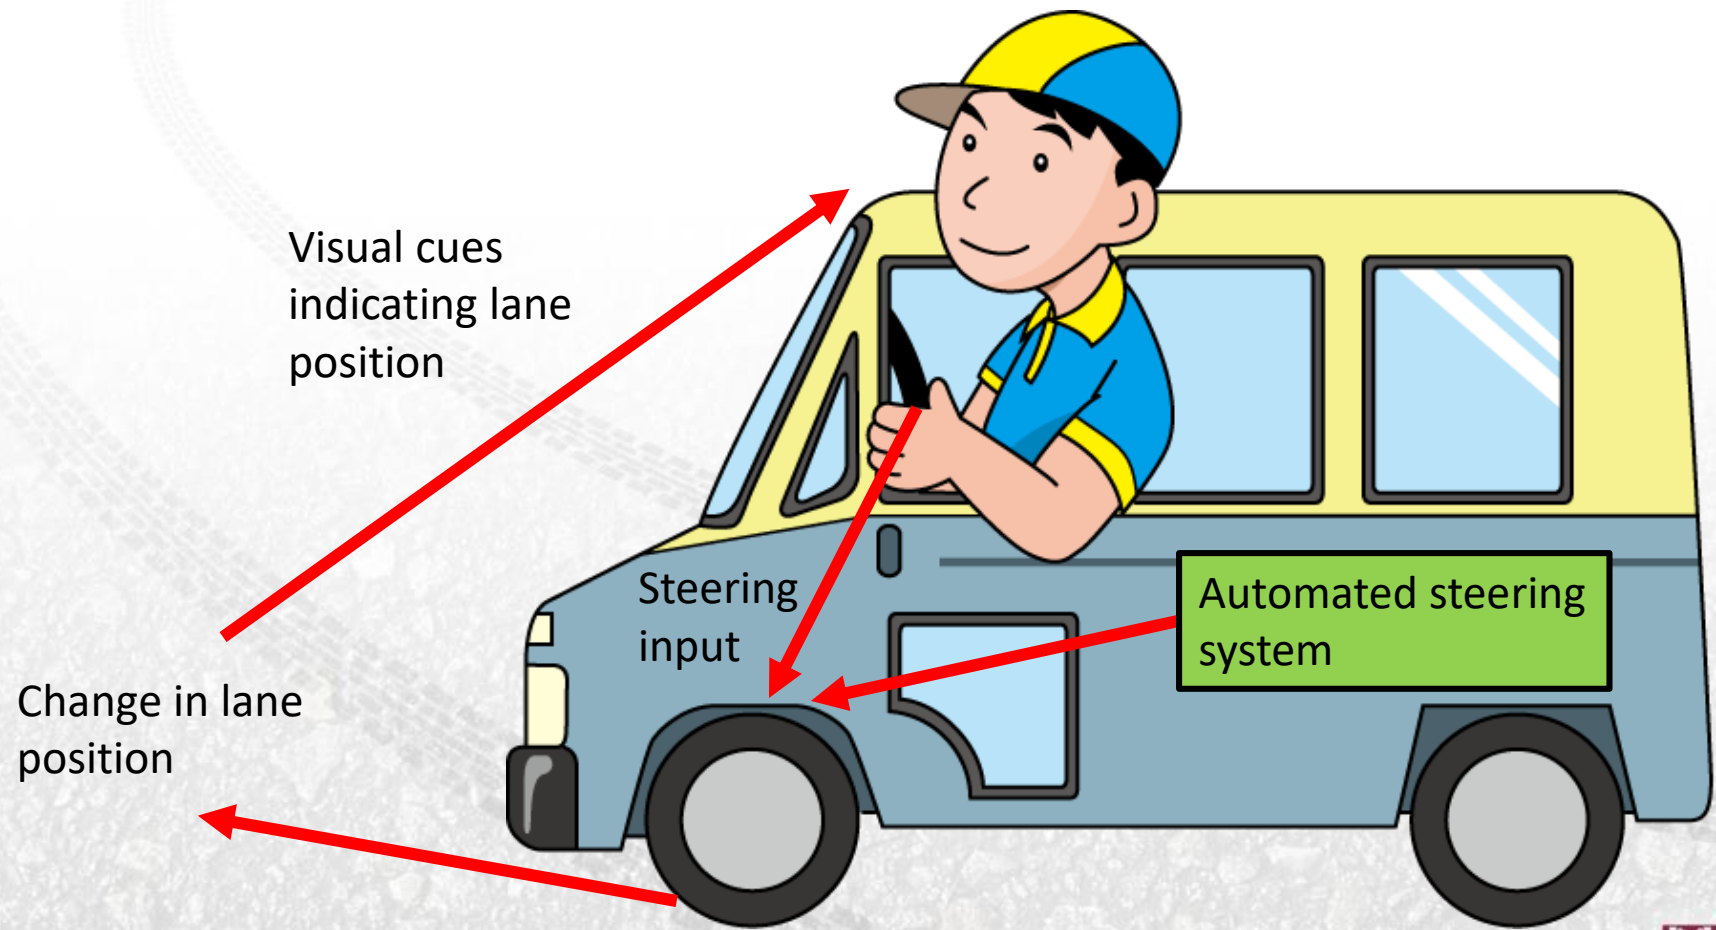 Visual cues
indicating lane
position
Steering
input
Automated steering
system
Change in lane
position